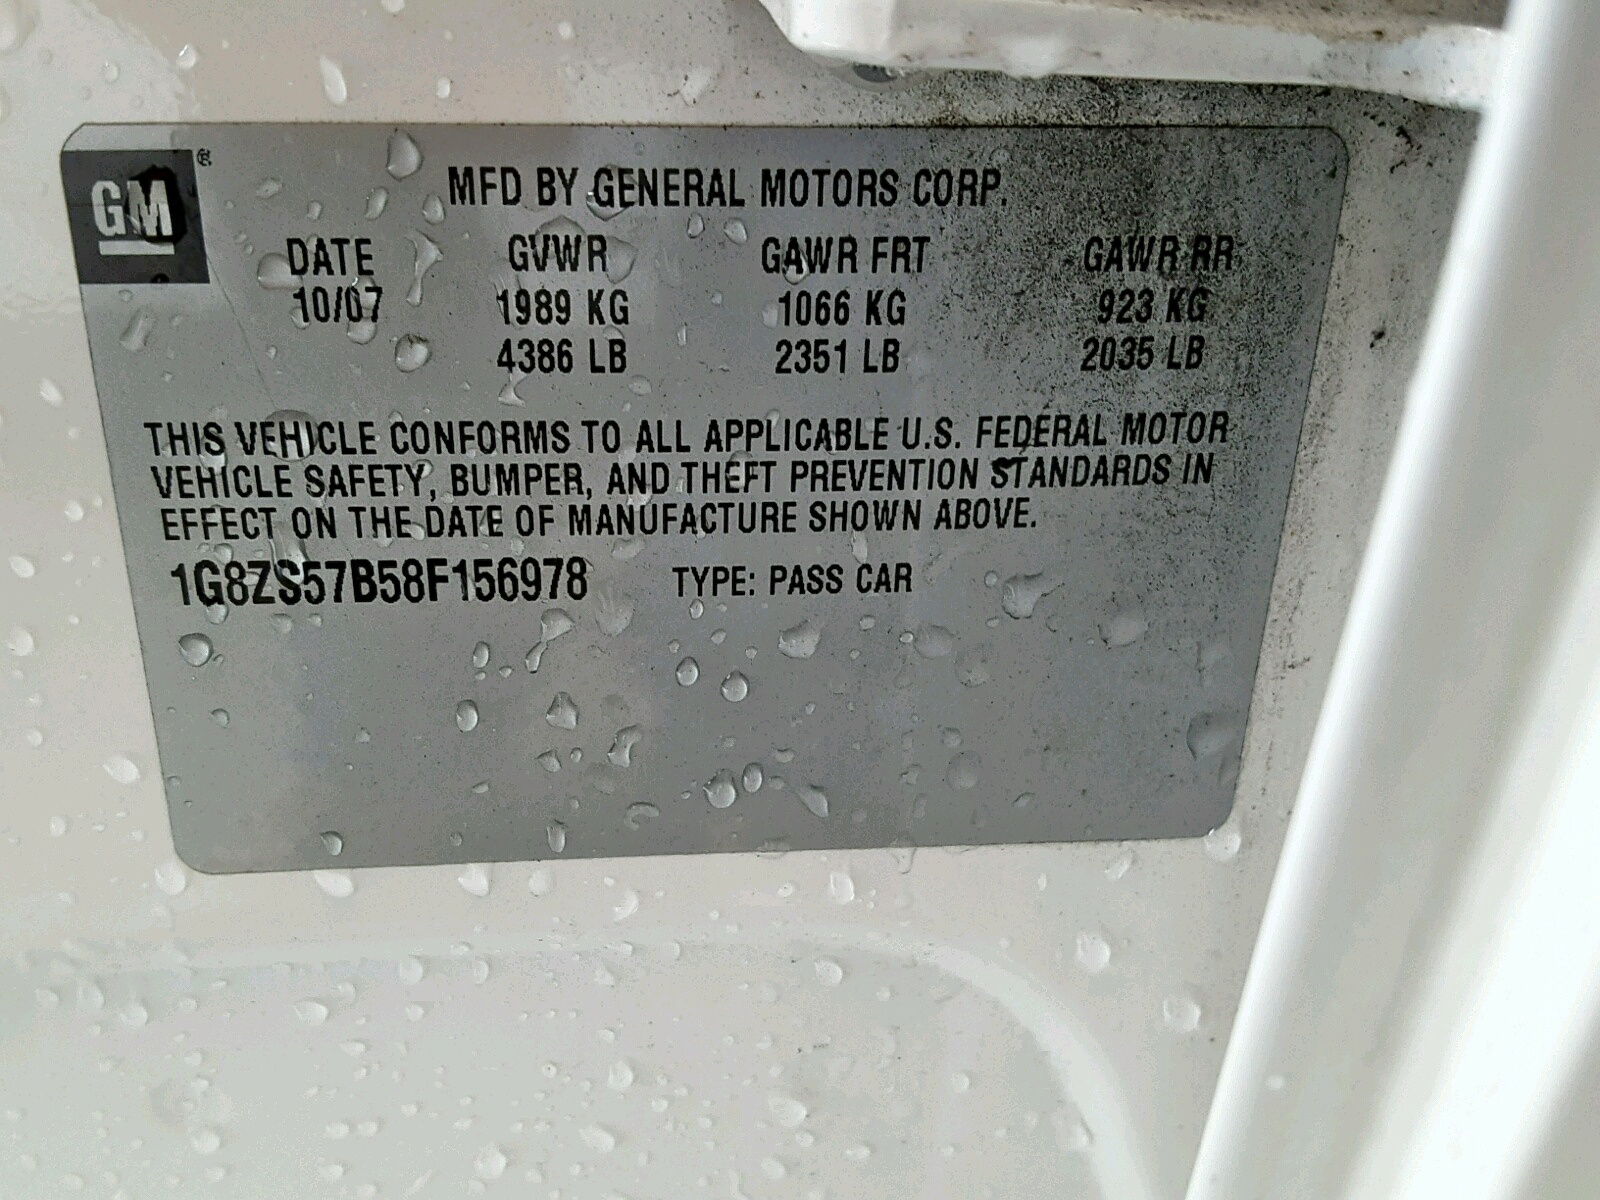 GM ®
MFD BY GENERAL MOTORS CORP.
DATE GVWR GAWR FRT GAWR RR
10/07 1989 KG 1066 KG 923 KG
4386 LB 2351 LB 2035 LB
THIS VEHICLE CONFORMS TO ALL APPLICABLE U.S. FEDERAL MOTOR
VEHICLE SAFETY, BUMPER, AND THEFT PREVENTION STANDARDS IN
EFFECT ON THE DATE OF MANUFACTURE SHOWN ABOVE.
1G8ZS57B58F156978 TYPE: PASS CAR